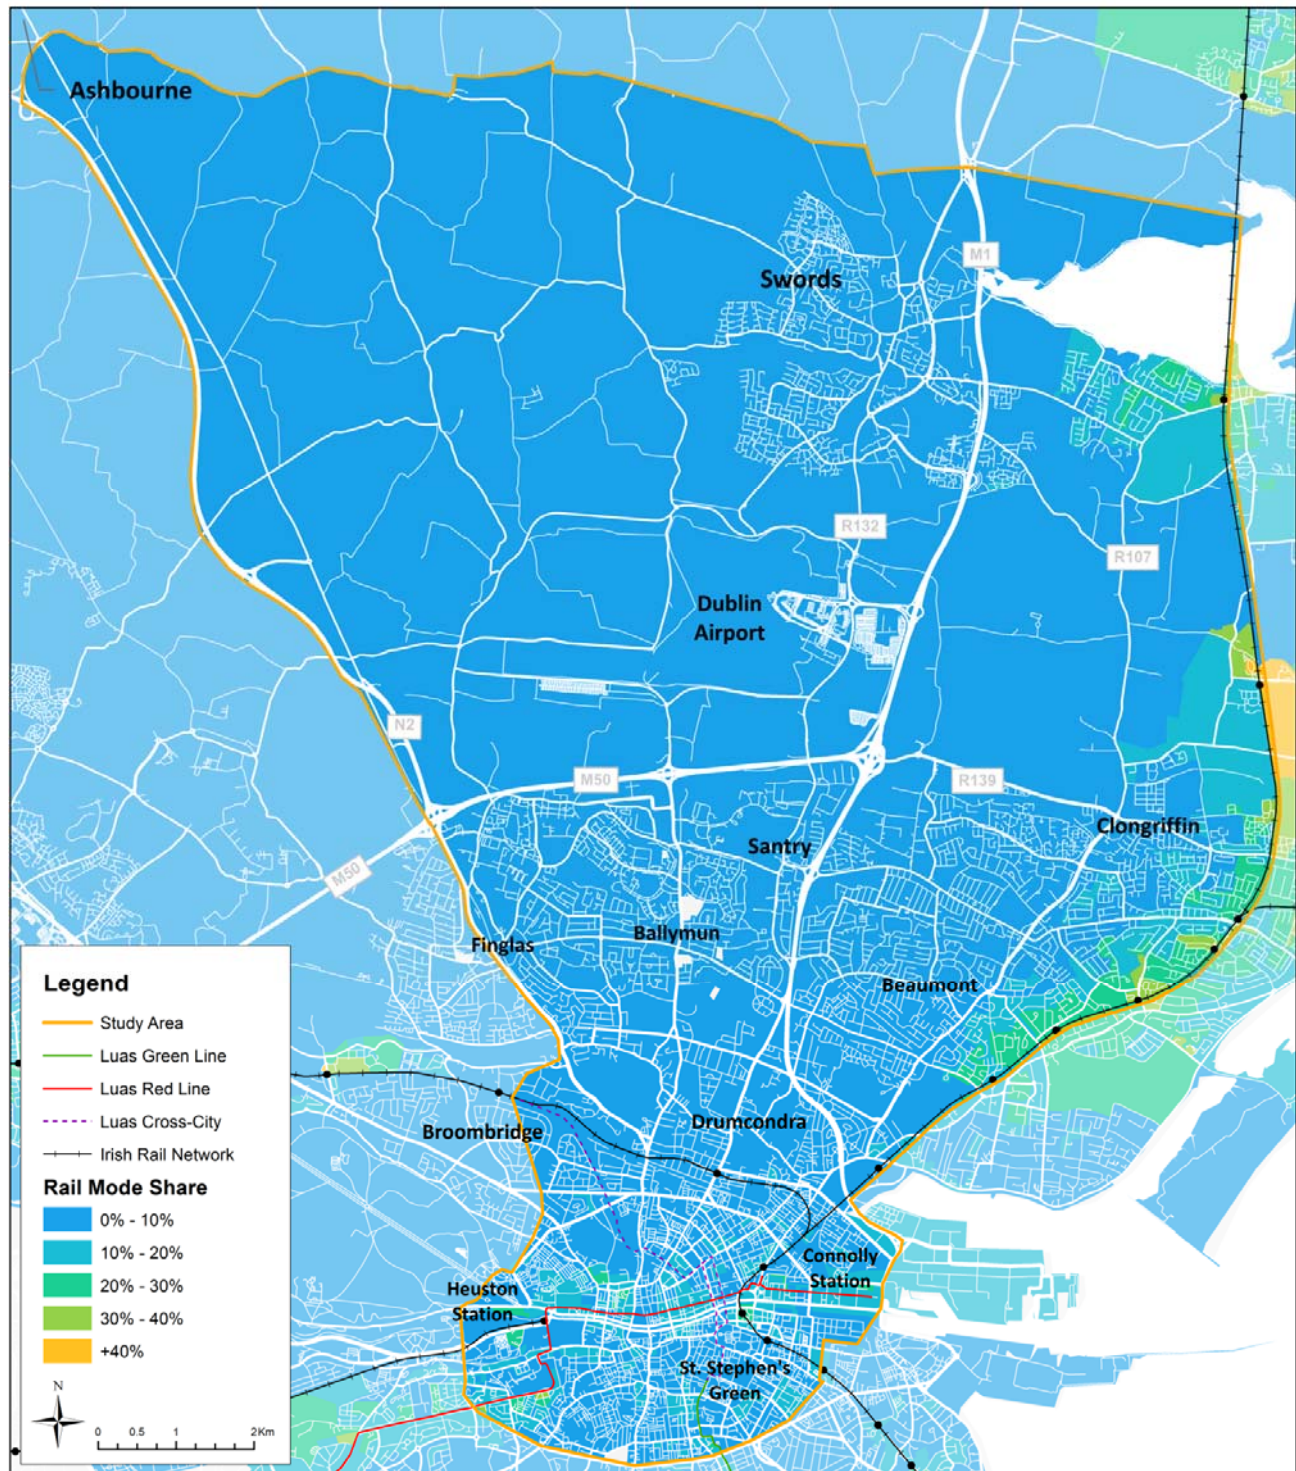 Ashbourne
M1
Swords
R132
R107
Dublin
Airport
N2
M50
R139
Clongriffin
Santry
M50
Ballymun
Finglas
Beaumont
Drumcondra
Broombridge
Connolly
Station
Heuston
Station
St. Stephen's
Green
Legend
Study Area
Luas Green Line
Luas Red Line
Luas Cross-City
Irish Rail Network
Rail Mode Share
0% - 10%
10% - 20%
20% - 30%
30% - 40%
+40%
N
0 0.5 1 2Km